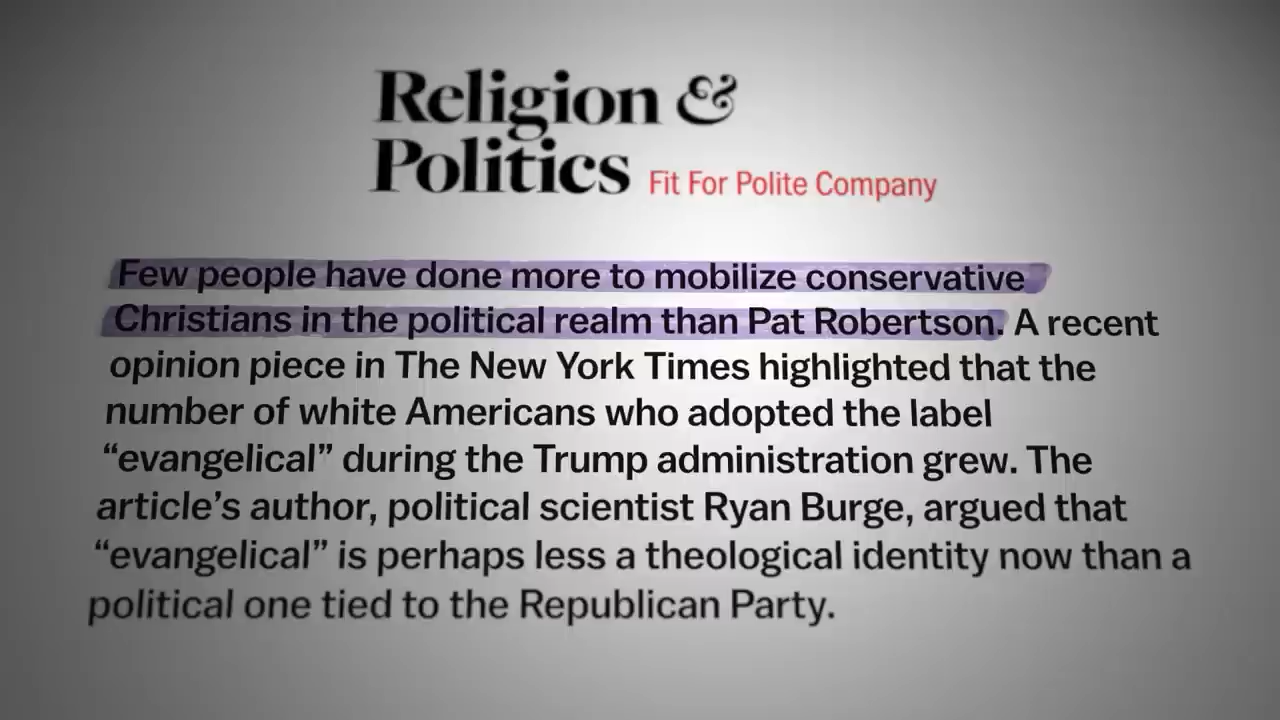 Religion &
Politics Fit For Polite Company
Few people have done more to mobilize conservative
Christians in the political realm than Pat Robertson. A recent
opinion piece in The New York Times highlighted that the
number of white Americans who adopted the label
“evangelical” during the Trump administration grew. The
article’s author, political scientist Ryan Burge, argued that
“evangelical” is perhaps less a theological identity now than a
political one tied to the Republican Party.